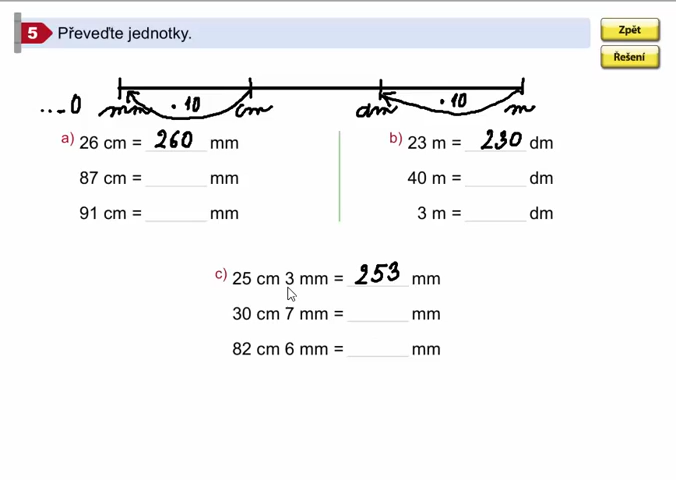 5 Převeďte jednotky.
Zpět
Řešení
· 10 · 10
....0 mm cm dm m
a) 26 cm = 260 mm
87 cm = mm
91 cm = mm
b) 23 m = 230 dm
40 m = dm
3 m = dm
c) 25 cm 3 mm = 253 mm
30 cm 7 mm = mm
82 cm 6 mm = mm